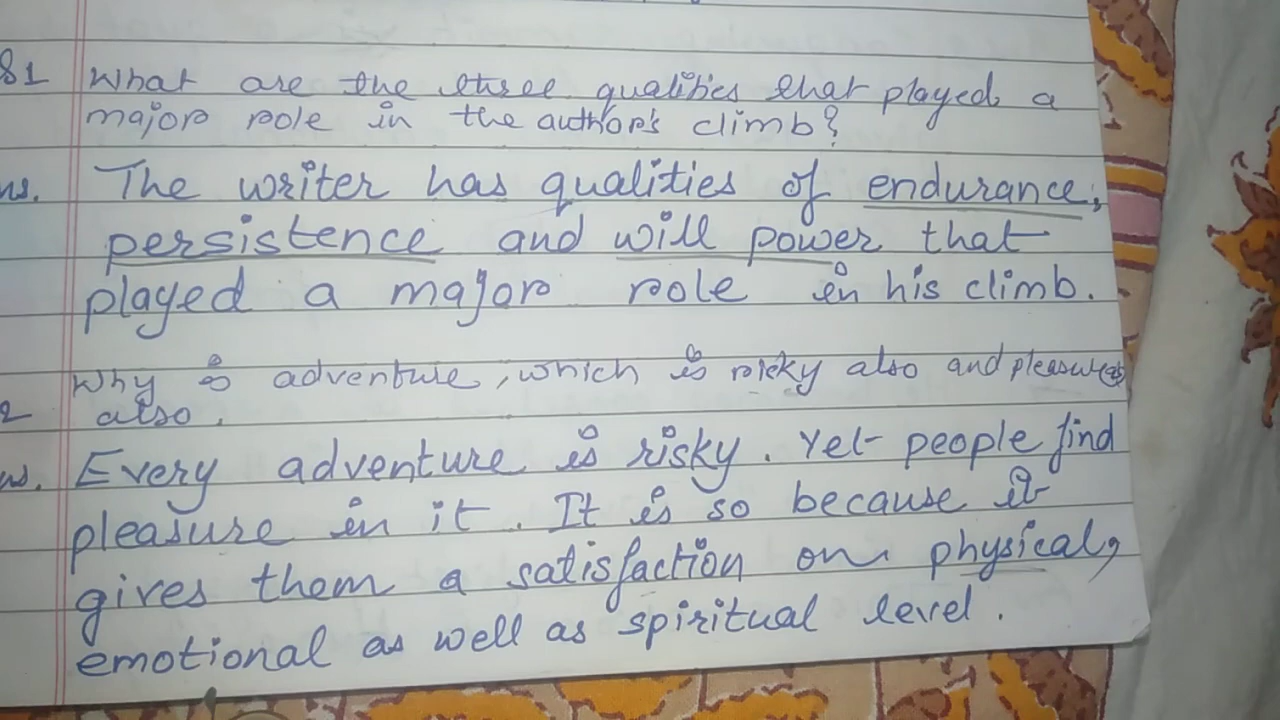 81 What are the three qualities that played a
major role in the author's climb?
ns. The writer has qualities of endurance,
persistence and will power that
played a major role in his climb.
Why is adventure, which is risky also and pleasure
2 also.
ns. Every adventure is risky. Yet people find
pleasure in it. It is so because it
gives them a satisfaction on physical,
emotional as well as spiritual level.